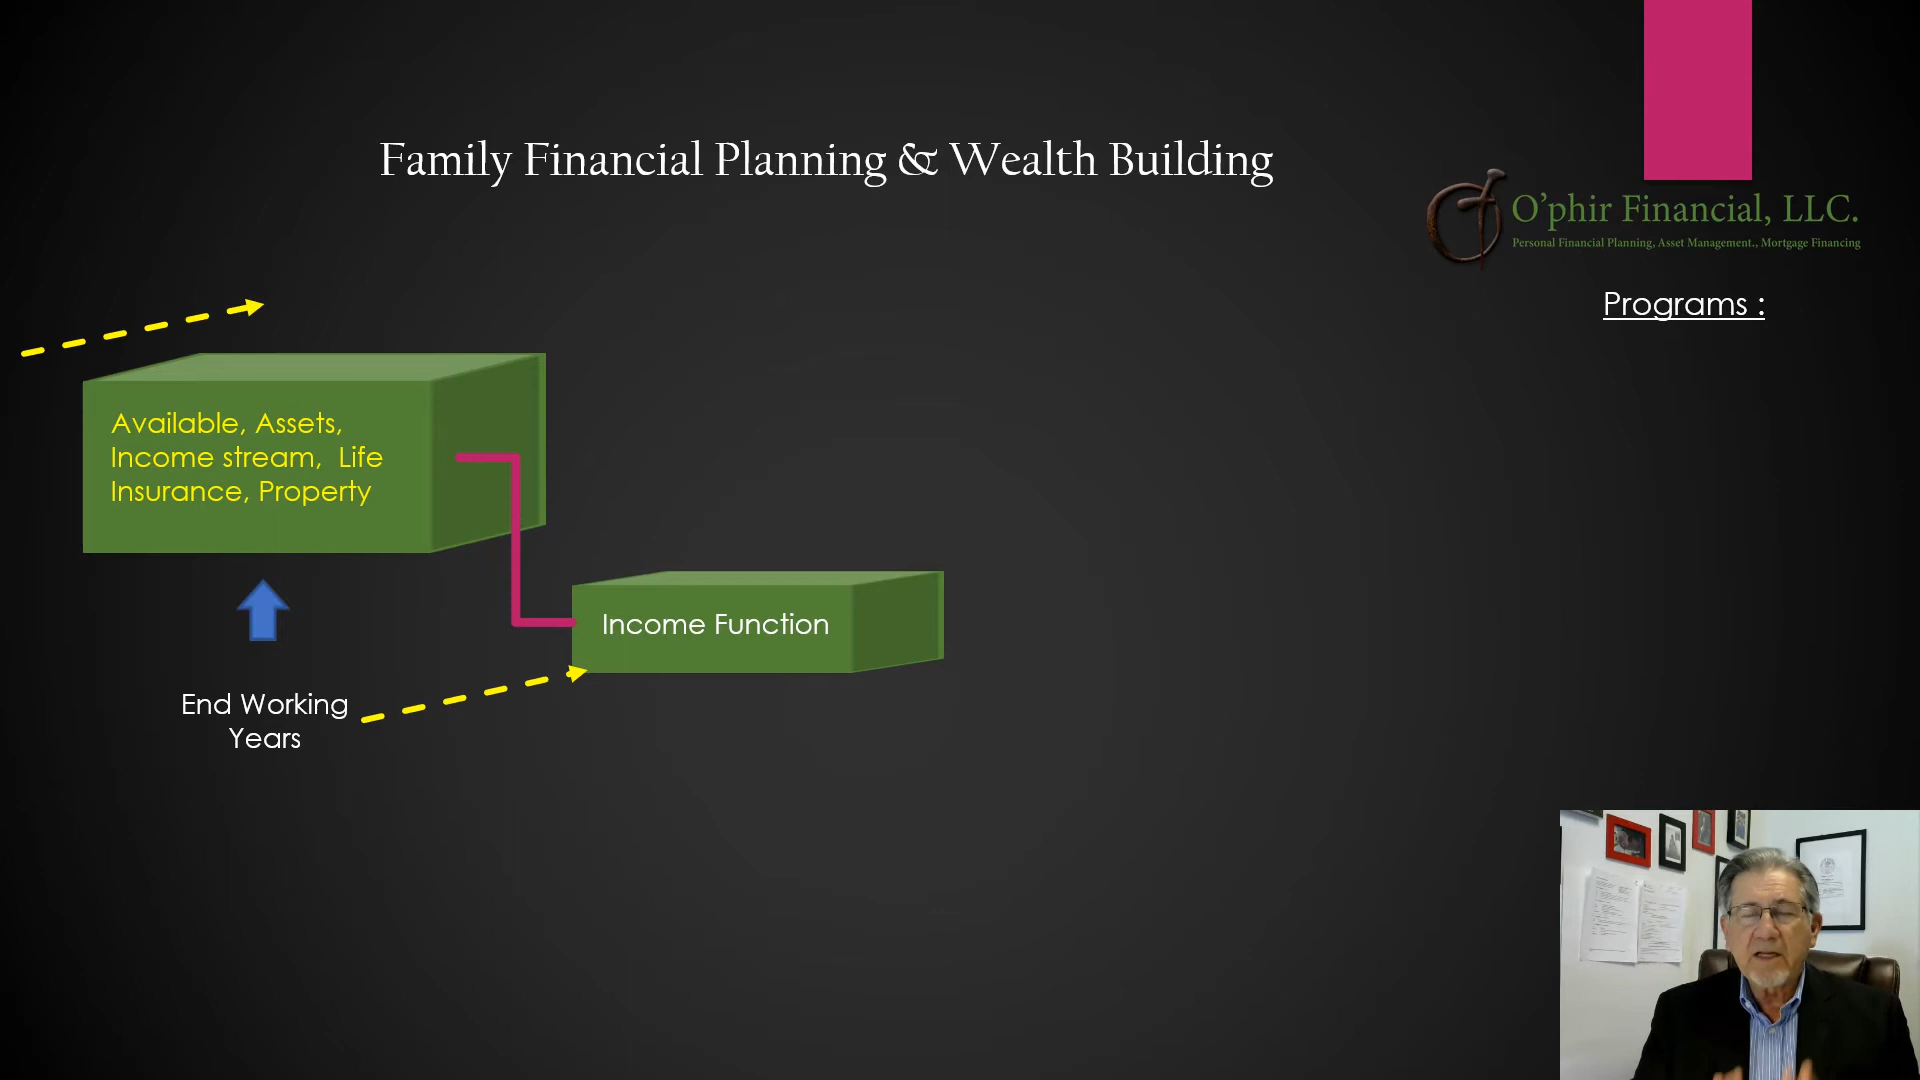 Family Financial Planning & Wealth Building
O'phir Financial, LLC.
Personal Financial Planning, Asset Management., Mortgage Financing
Programs :
Available, Assets,
Income stream,  Life
Insurance, Property
Income Function
End Working
Years